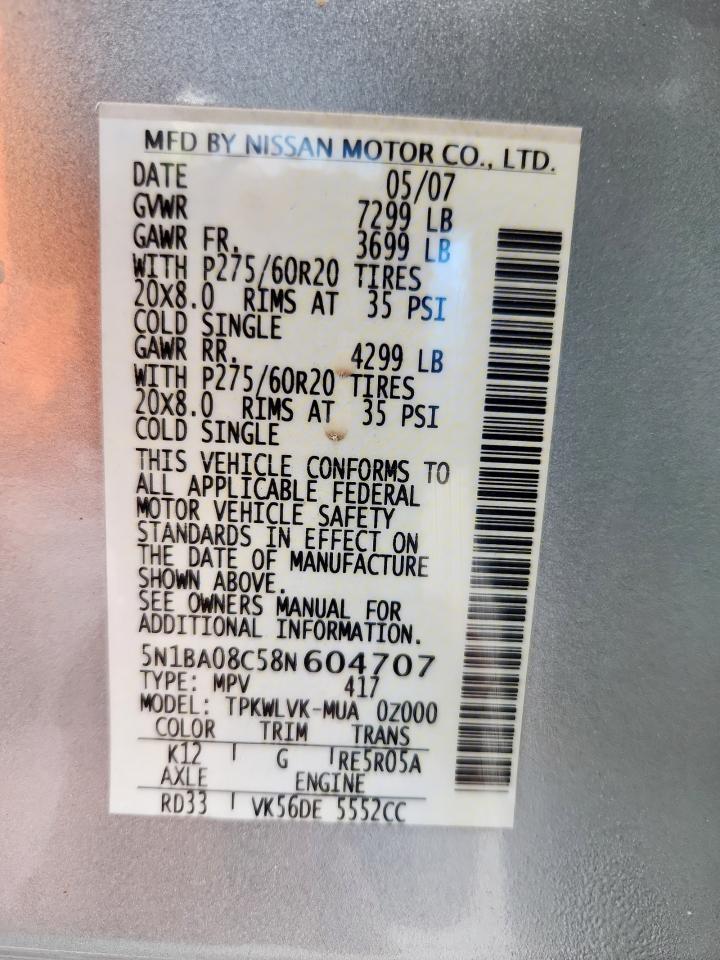 MFD BY NISSAN MOTOR CO., LTD.
DATE 05/07
GVWR 7299 LB
GAWR FR. 3699 LB
WITH P275/60R20 TIRES
20X8.0 RIMS AT 35 PSI
COLD SINGLE
GAWR RR. 4299 LB
WITH P275/60R20 TIRES
20X8.0 RIMS AT 35 PSI
COLD SINGLE
THIS VEHICLE CONFORMS TO
ALL APPLICABLE FEDERAL
MOTOR VEHICLE SAFETY
STANDARDS IN EFFECT ON
THE DATE OF MANUFACTURE
SHOWN ABOVE.
SEE OWNERS MANUAL FOR
ADDITIONAL INFORMATION.
5N1BA08C58N604707
TYPE: MPV 417
MODEL: TPKWLVK-MUA 0Z000
COLOR TRIM TRANS
K12 G RE5R05A
AXLE ENGINE
RD33 VK56DE 5552CC